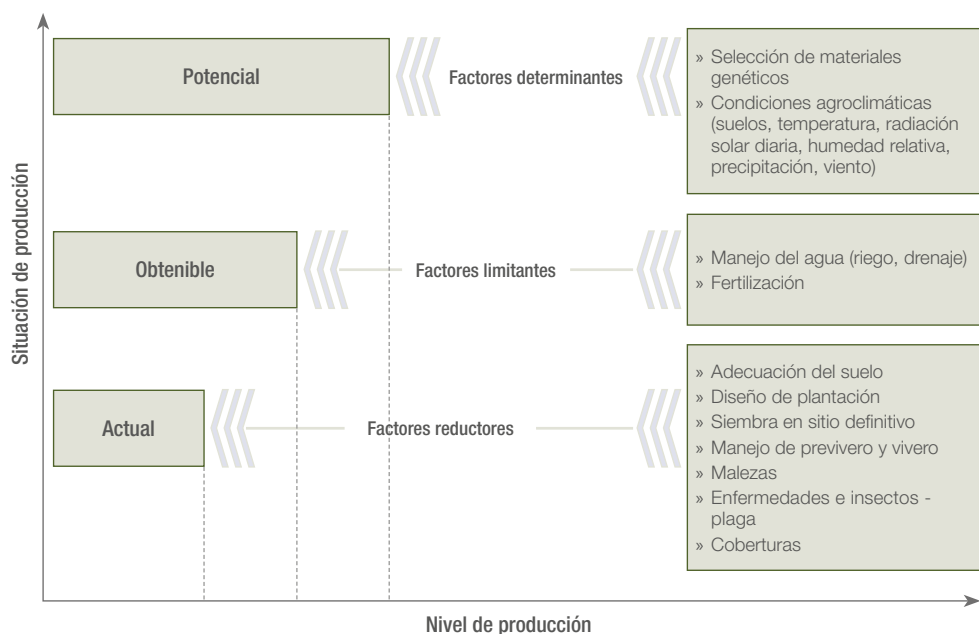 Situación de producción
Potencial
Factores determinantes
» Selección de materiales
genéticos
» Condiciones agroclimáticas
(suelos, temperatura, radiación
solar diaria, humedad relativa,
precipitación, viento)
Obtenible
Factores limitantes
» Manejo del agua (riego, drenaje)
» Fertilización
Actual
Factores reductores
» Adecuación del suelo
» Diseño de plantación
» Siembra en sitio definitivo
» Manejo de previvero y vivero
» Malezas
» Enfermedades e insectos -
plaga
» Coberturas
Nivel de producción